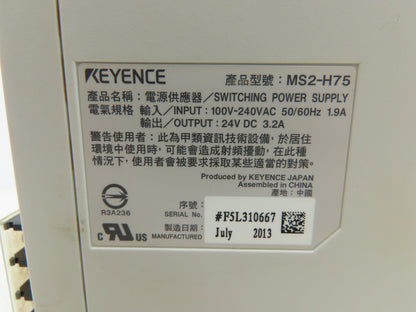 KEYENCE 產品型號：MS2-H75
產品名稱：電源供應器／SWITCHING POWER SUPPLY
電氣規格：輸入／INPUT：100V-240VAC 50/60Hz 1.9A
輸出／OUTPUT：24V DC 3.2A
警告使用者：此為甲類資訊技術設備，於居住
環境中使用時，可能會造成射頻擾動，在此種
情況下，使用者會被要求採取某些適當的對策。
Produced by KEYENCE JAPAN
Assembled in CHINA
產地：中國
R3A236
序號：
SERIAL No.
#F5L310667
C UL US
製造日期：
MANUFACTURED
July 2013